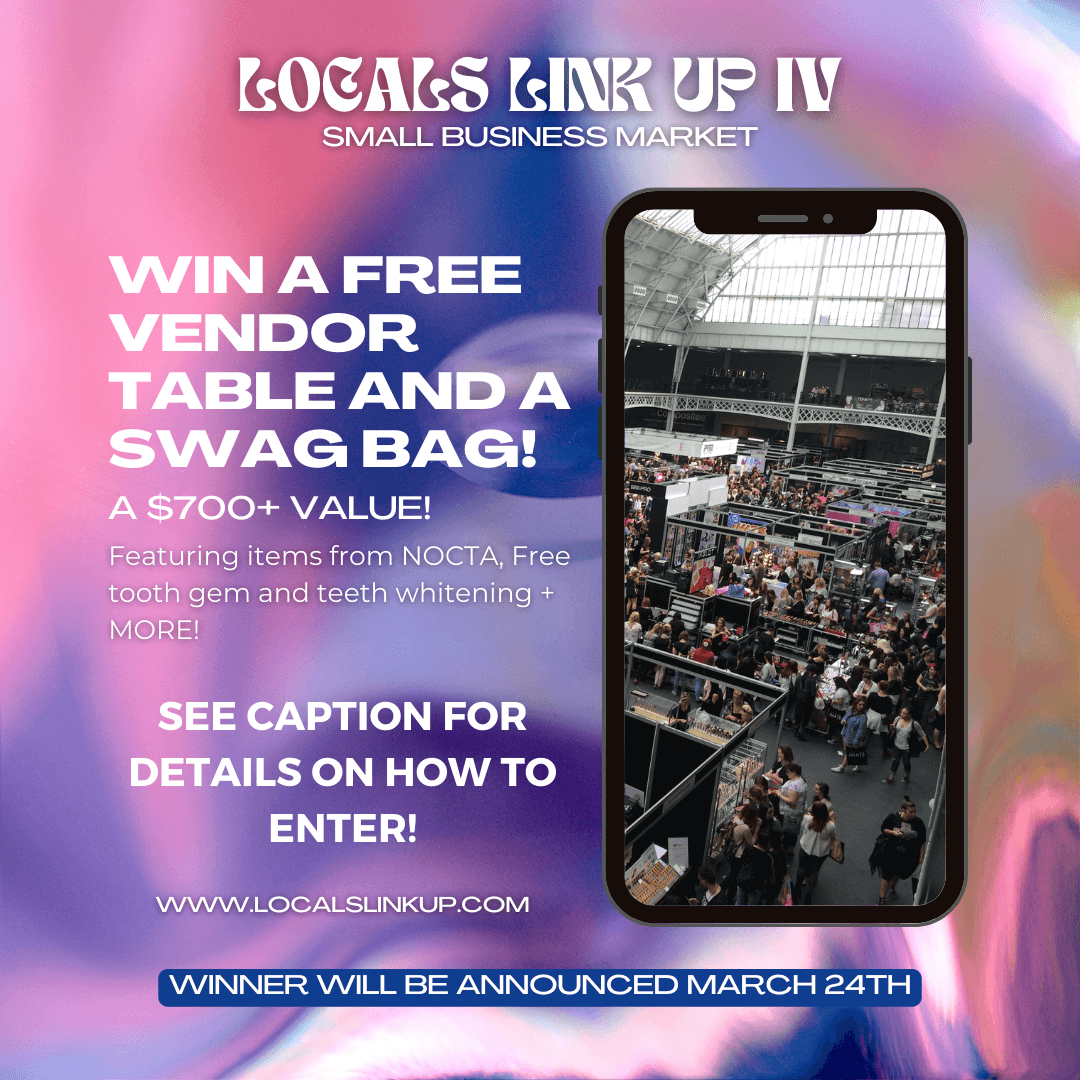 LOCALS LINK UP IV
SMALL BUSINESS MARKET
WIN A FREE
VENDOR
TABLE AND A
SWAG BAG!
A $700+ VALUE!
Featuring items from NOCTA, Free
tooth gem and teeth whitening +
MORE!
SEE CAPTION FOR
DETAILS ON HOW TO
ENTER!
WWW.LOCALSLINKUP.COM
WINNER WILL BE ANNOUNCED MARCH 24TH